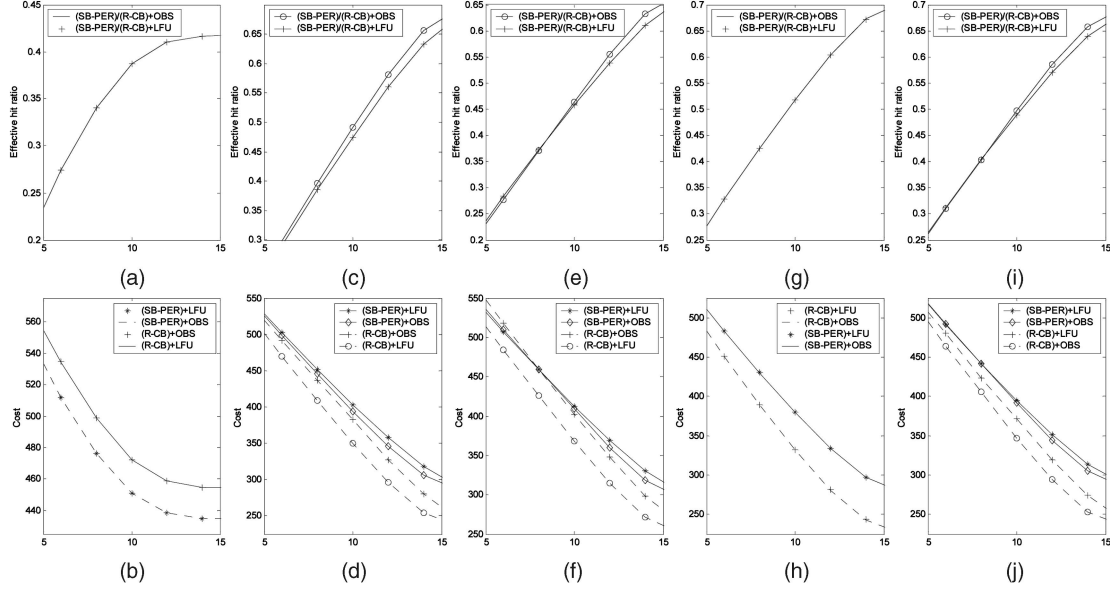 0.45
0.4
0.35
0.3
0.25
0.2
Effective hit ratio
(SB-PER)/(R-CB)+OBS
(SB-PER)/(R-CB)+LFU
5
10
15
(a)
0.65
0.6
0.55
0.5
0.45
0.4
0.35
0.3
Effective hit ratio
(SB-PER)/(R-CB)+OBS
(SB-PER)/(R-CB)+LFU
5
10
15
(c)
0.65
0.6
0.55
0.5
0.45
0.4
0.35
0.3
0.25
0.2
Effective hit ratio
(SB-PER)/(R-CB)+OBS
(SB-PER)/(R-CB)+LFU
5
10
15
(e)
0.7
0.65
0.6
0.55
0.5
0.45
0.4
0.35
0.3
0.25
Effective hit ratio
(SB-PER)/(R-CB)+OBS
(SB-PER)/(R-CB)+LFU
5
10
15
(g)
0.7
0.65
0.6
0.55
0.5
0.45
0.4
0.35
0.3
0.25
Effective hit ratio
(SB-PER)/(R-CB)+OBS
(SB-PER)/(R-CB)+LFU
5
10
15
(i)
560
540
520
500
480
460
440
Cost
(SB-PER)+LFU
(SB-PER)+OBS
(R-CB)+OBS
(R-CB)+LFU
5
10
15
(b)
550
500
450
400
350
300
250
Cost
(SB-PER)+LFU
(SB-PER)+OBS
(R-CB)+OBS
(R-CB)+LFU
5
10
15
(d)
550
500
450
400
350
300
250
Cost
(SB-PER)+LFU
(SB-PER)+OBS
(R-CB)+OBS
(R-CB)+LFU
5
10
15
(f)
500
450
400
350
300
250
Cost
(R-CB)+LFU
(R-CB)+OBS
(SB-PER)+LFU
(SB-PER)+OBS
5
10
15
(h)
500
450
400
350
300
250
Cost
(SB-PER)+LFU
(SB-PER)+OBS
(R-CB)+LFU
(R-CB)+OBS
5
10
15
(j)